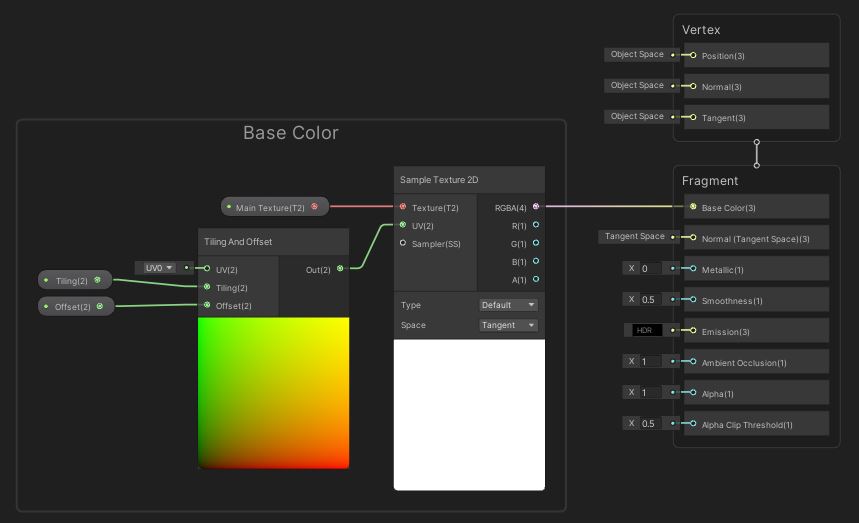 Vertex
Object Space Position(3)
Object Space Normal(3)
Object Space Tangent(3)
Base Color
Main Texture(T2)
Tiling(2)
Offset(2)
Tiling And Offset
UV0 UV(2) Out(2)
Tiling(2)
Offset(2)
Sample Texture 2D
Texture(T2) RGBA(4)
UV(2) R(1)
Sampler(SS) G(1)
B(1)
A(1)
Type Default
Space Tangent
Fragment
Base Color(3)
Tangent Space Normal (Tangent Space)(3)
X 0 Metallic(1)
X 0.5 Smoothness(1)
HDR Emission(3)
X 1 Ambient Occlusion(1)
X 1 Alpha(1)
X 0.5 Alpha Clip Threshold(1)